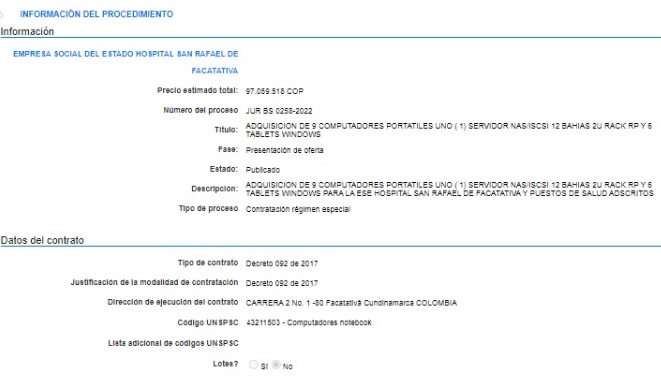 INFORMACIÓN DEL PROCEDIMIENTO
Información
EMPRESA SOCIAL DEL ESTADO HOSPITAL SAN RAFAEL DE
FACATATIVA
Precio estimado total: 97.059.518 COP
Número del proceso JUR BS 0258-2022
Título: ADQUISICION DE 9 COMPUTADORES PORTATILES UNO ( 1) SERVIDOR NAS/ISCSI 12 BAHIAS 2U RACK RP Y 6
TABLETS WINDOWS
Fase: Presentación de oferta
Estado: Publicado
Descripción: ADQUISICION DE 9 COMPUTADORES PORTATILES UNO ( 1) SERVIDOR NAS/ISCSI 12 BAHIAS 2U RACK RP Y 6
TABLETS WINDOWS PARA LA ESE HOSPITAL SAN RAFAEL DE FACATATIVA Y PUESTOS DE SALUD ADSCRITOS
Tipo de proceso Contratación régimen especial
Datos del contrato
Tipo de contrato Decreto 092 de 2017
Justificación de la modalidad de contratación Decreto 092 de 2017
Dirección de ejecución del contrato CARRERA 2 No. 1 -80 Facatativá Cundinamarca COLOMBIA
Código UNSPSC 43211503 - Computadores notebook
Lista adicional de códigos UNSPSC
Lotes? Sí No